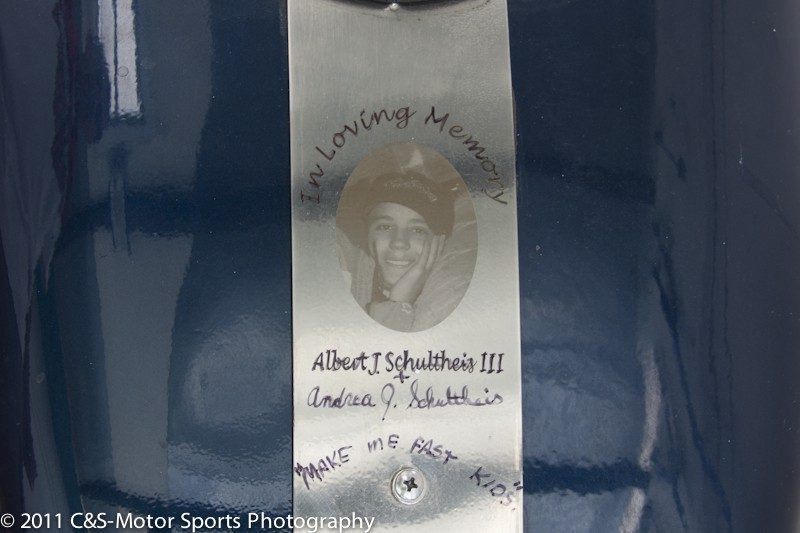 In Loving Memory
Albert J. Schultheis III
+
Andrea J. Schultheis
"MAKE ME FAST KIDS."
© 2011 C&S-Motor Sports Photography